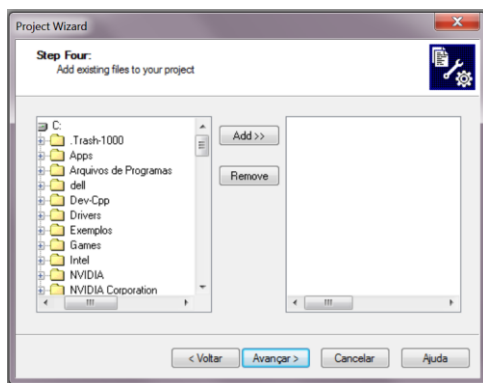 Project Wizard
Step Four:
Add existing files to your project
C:
.Trash-1000
Apps
Arquivos de Programas
dell
Dev-Cpp
Drivers
Exemplos
Games
Intel
NVIDIA
NVIDIA Corporation
Add >>
Remove
< Voltar
Avançar >
Cancelar
Ajuda